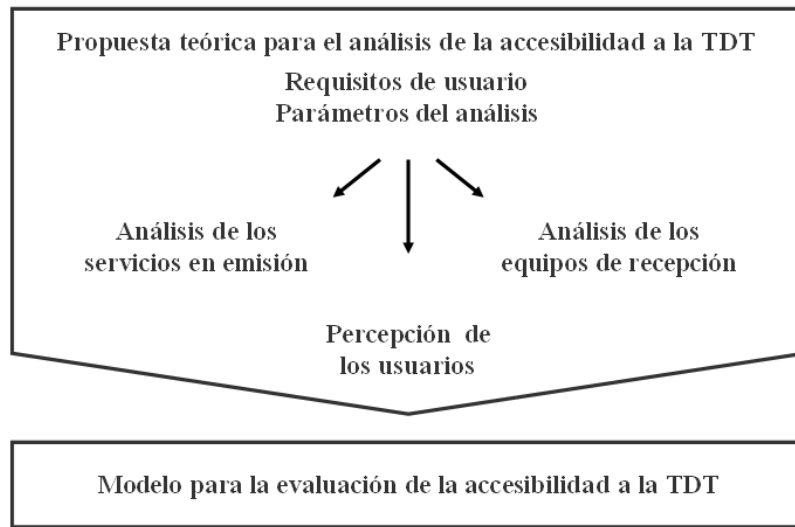 Propuesta teórica para el análisis de la accesibilidad a la TDT
Requisitos de usuario
Parámetros del análisis
Análisis de los
servicios en emisión
Análisis de los
equipos de recepción
Percepción de
los usuarios
Modelo para la evaluación de la accesibilidad a la TDT